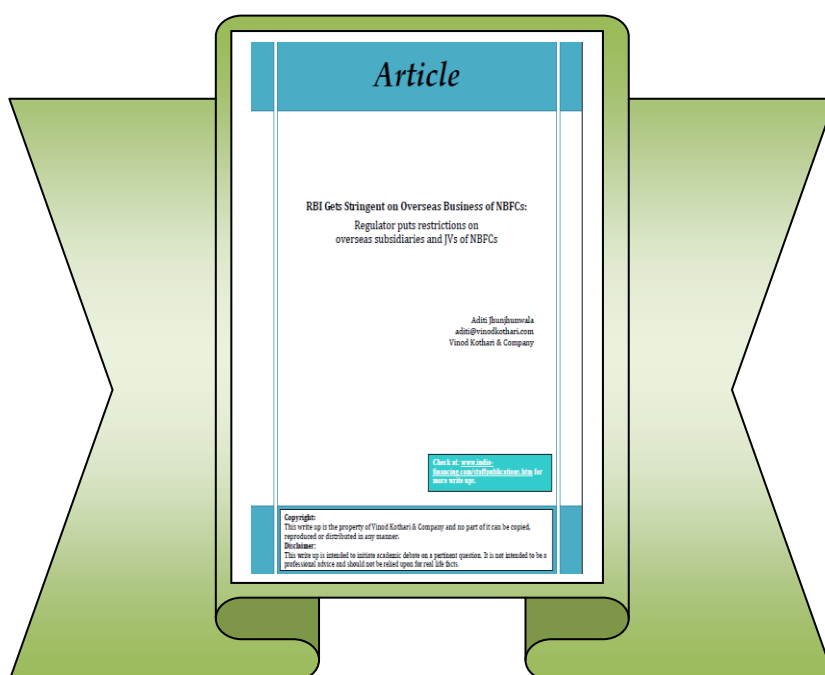 Article
RBI Gets Stringent on Overseas Business of NBFCs:
Regulator puts restrictions on
overseas subsidiaries and JVs of NBFCs
Aditi Jhunjhunwala
aditi@vinodkothari.com
Vinod Kothari & Company
Check at: www.india-
financing.com/staffpublications.htm for
more write ups.
Copyright:
This write up is the property of Vinod Kothari & Company and no part of it can be copied,
reproduced or distributed in any manner.
Disclaimer:
This write up is intended to initiate academic debate on a pertinent question. It is not intended to be a
professional advice and should not be relied upon for real life facts.